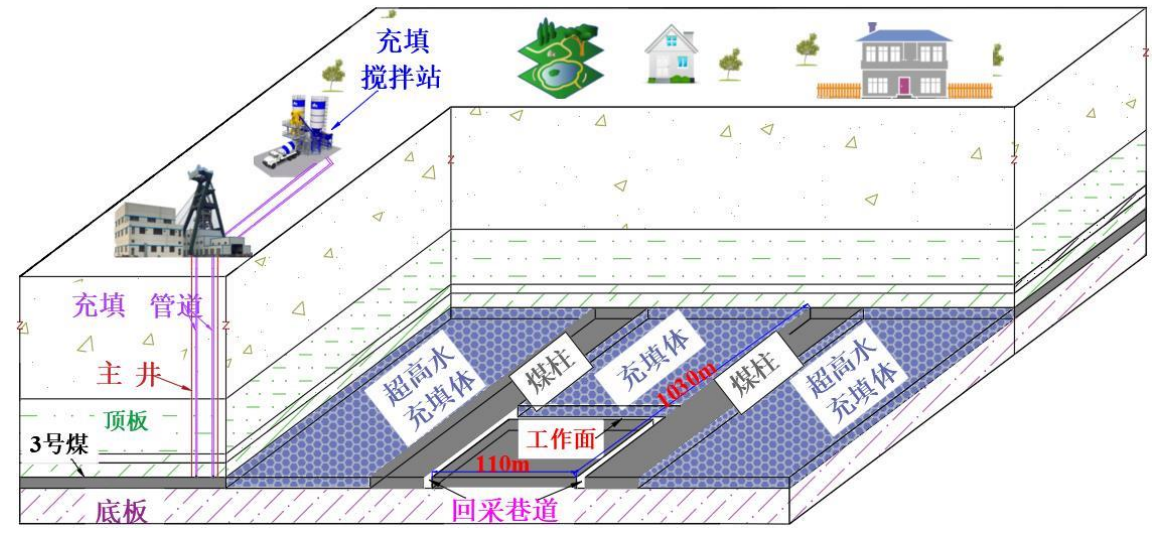 充填
搅拌站
充填 管道
主 井
顶板
3号煤
底板
超高水
充填体
煤柱
充填体
1030m
煤柱
超高水
充填体
工作面
110m
回采巷道
z
z
z
z